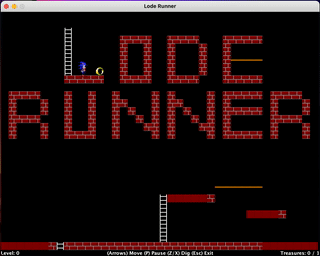 Lode Runner
LODE
RUNNER
Level: 0 (Arrows) Move (P) Pause (Z/X) Dig (Esc) Exit Treasures: 0 / 1